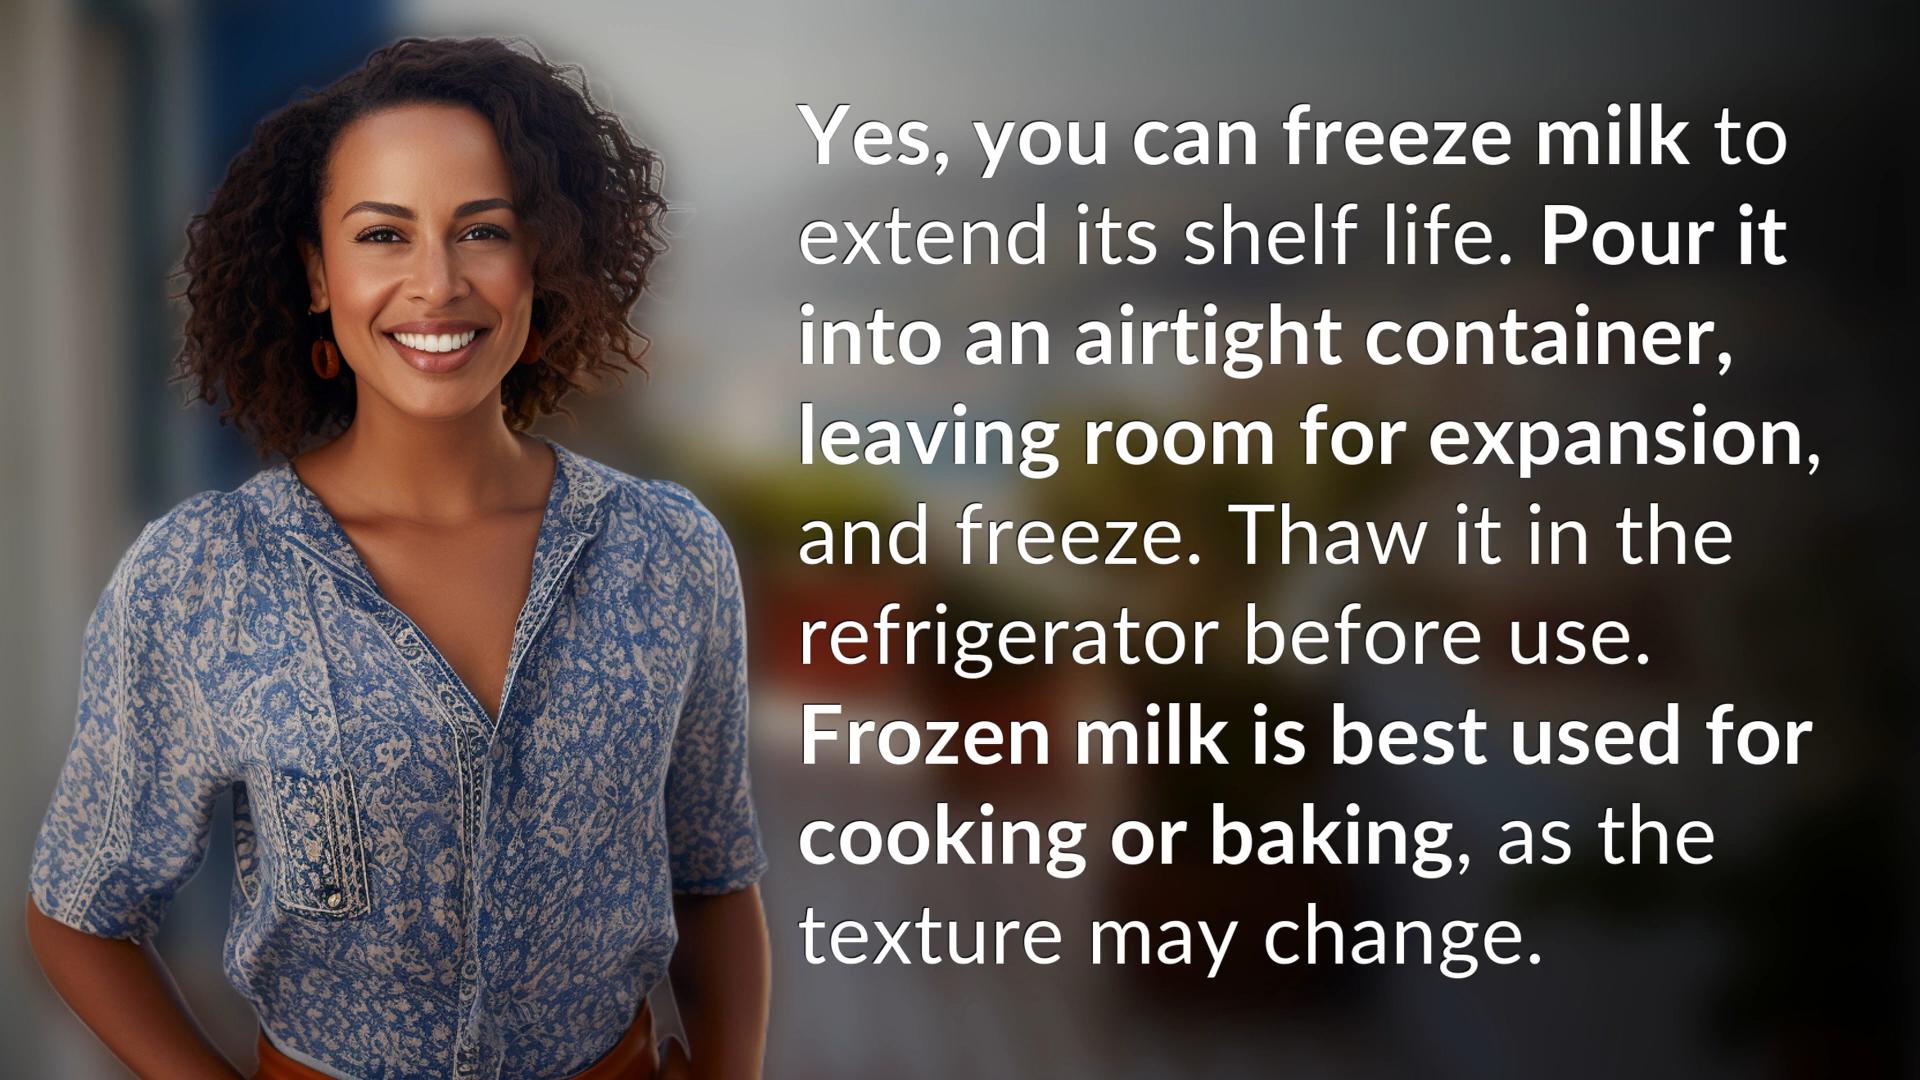 Yes, you can freeze milk to
extend its shelf life. Pour it
into an airtight container,
leaving room for expansion,
and freeze. Thaw it in the
refrigerator before use.
Frozen milk is best used for
cooking or baking, as the
texture may change.